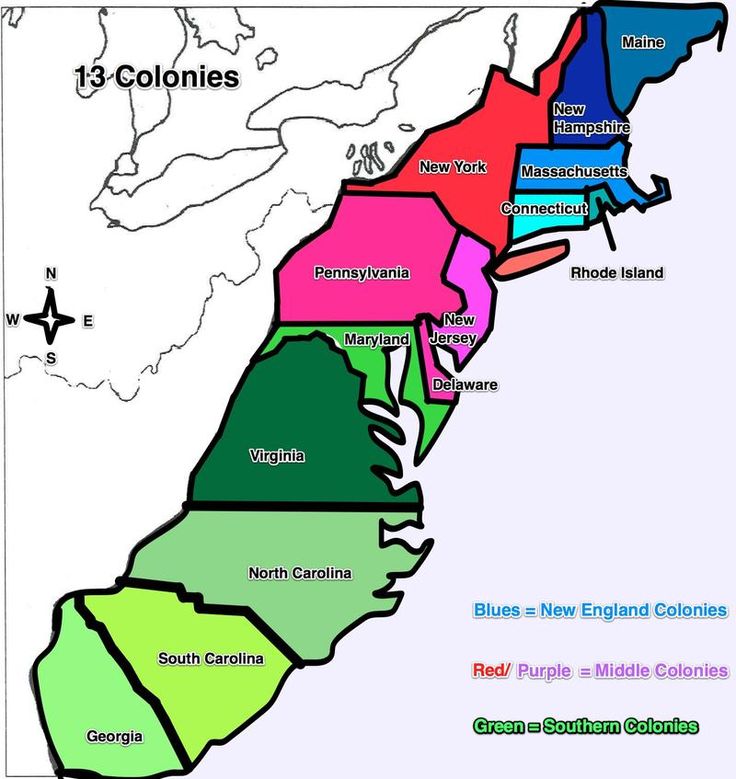 13 Colonies
Maine
New
Hampshire
New York
Massachusetts
Connecticut
Rhode Island
Pennsylvania
N
W
E
S
New
Jersey
Maryland
Delaware
Virginia
North Carolina
South Carolina
Georgia
Blues = New England Colonies
Red/ Purple = Middle Colonies
Green = Southern Colonies